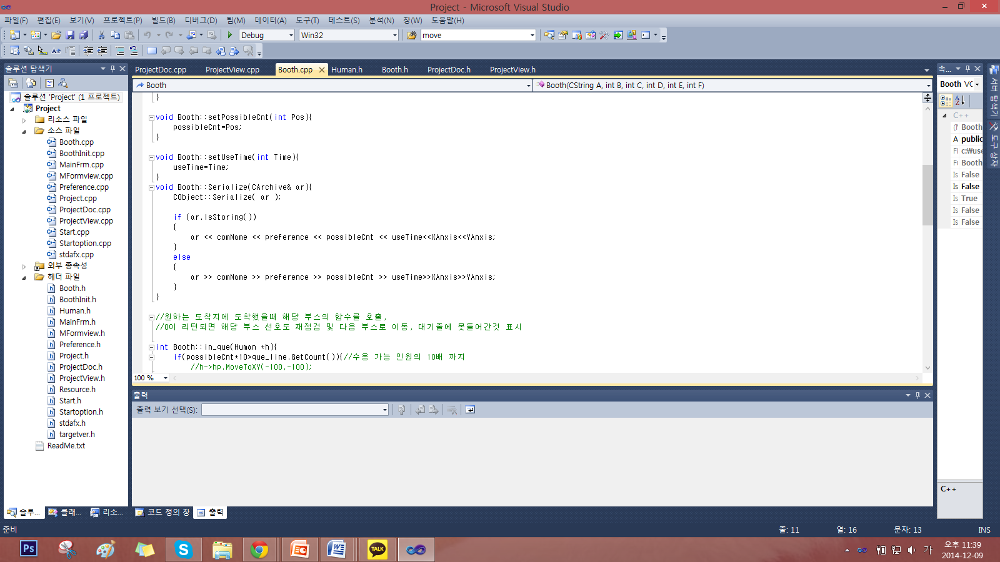 Project - Microsoft Visual Studio
파일(F) 편집(E) 보기(V) 프로젝트(P) 빌드(B) 디버그(D) 팀(M) 데이터(A) 도구(T) 테스트(S) 분석(N) 창(W) 도움말(H)
Debug Win32 move
솔루션 탐색기
ProjectDoc.cpp ProjectView.cpp Booth.cpp Human.h Booth.h ProjectDoc.h ProjectView.h
Booth Booth(CString A, int B, int C, int D, int E, int F)
솔루션 'Project' (1 프로젝트)
Project
리소스 파일
소스 파일
Booth.cpp
BoothInit.cpp
MainFrm.cpp
MFormview.cpp
Preference.cpp
Project.cpp
ProjectDoc.cpp
ProjectView.cpp
Start.cpp
Startoption.cpp
stdafx.cpp
외부 종속성
헤더 파일
Booth.h
BoothInit.h
Human.h
MainFrm.h
MFormview.h
Preference.h
Project.h
ProjectDoc.h
ProjectView.h
Resource.h
Start.h
Startoption.h
stdafx.h
targetver.h
ReadMe.txt
솔루... 클래... 리소...
}
void Booth::setPossibleCnt(int Pos){
possibleCnt=Pos;
}
void Booth::setUseTime(int Time){
useTime=Time;
}
void Booth::Serialize(CArchive& ar){
CObject::Serialize( ar );
if (ar.IsStoring())
{
ar << comName << preference << possibleCnt << useTime<<XAnxis<<YAnxis;
}
else
{
ar >> comName >> preference >> possibleCnt >> useTime>>XAnxis>>YAnxis;
}
}
//원하는 도착지에 도착했을때 해당 부스의 함수를 호출,
//0이 리턴되면 해당 부스 선호도 재점검 및 다음 부스로 이동, 대기줄에 못들어간것 표시
int Booth::in_que(Human *h){
if(possibleCnt*10>que_line.GetCount()){//수용 가능 인원의 10배 까지
//h->hp.MoveToXY(-100,-100);
100 %
출력
출력 보기 선택(S):
코드 정의 창 출력
속...
Booth VC
C++
(N Booth
A public
Fi c:₩use
Fu Booth
Is False
Is False
Is True
Is False
Is False
C++
서버 탐색기
도구 상자
준비 줄: 11 열: 16 문자: 13 INS
Ps
TALK
가
오후 11:39
2014-12-09